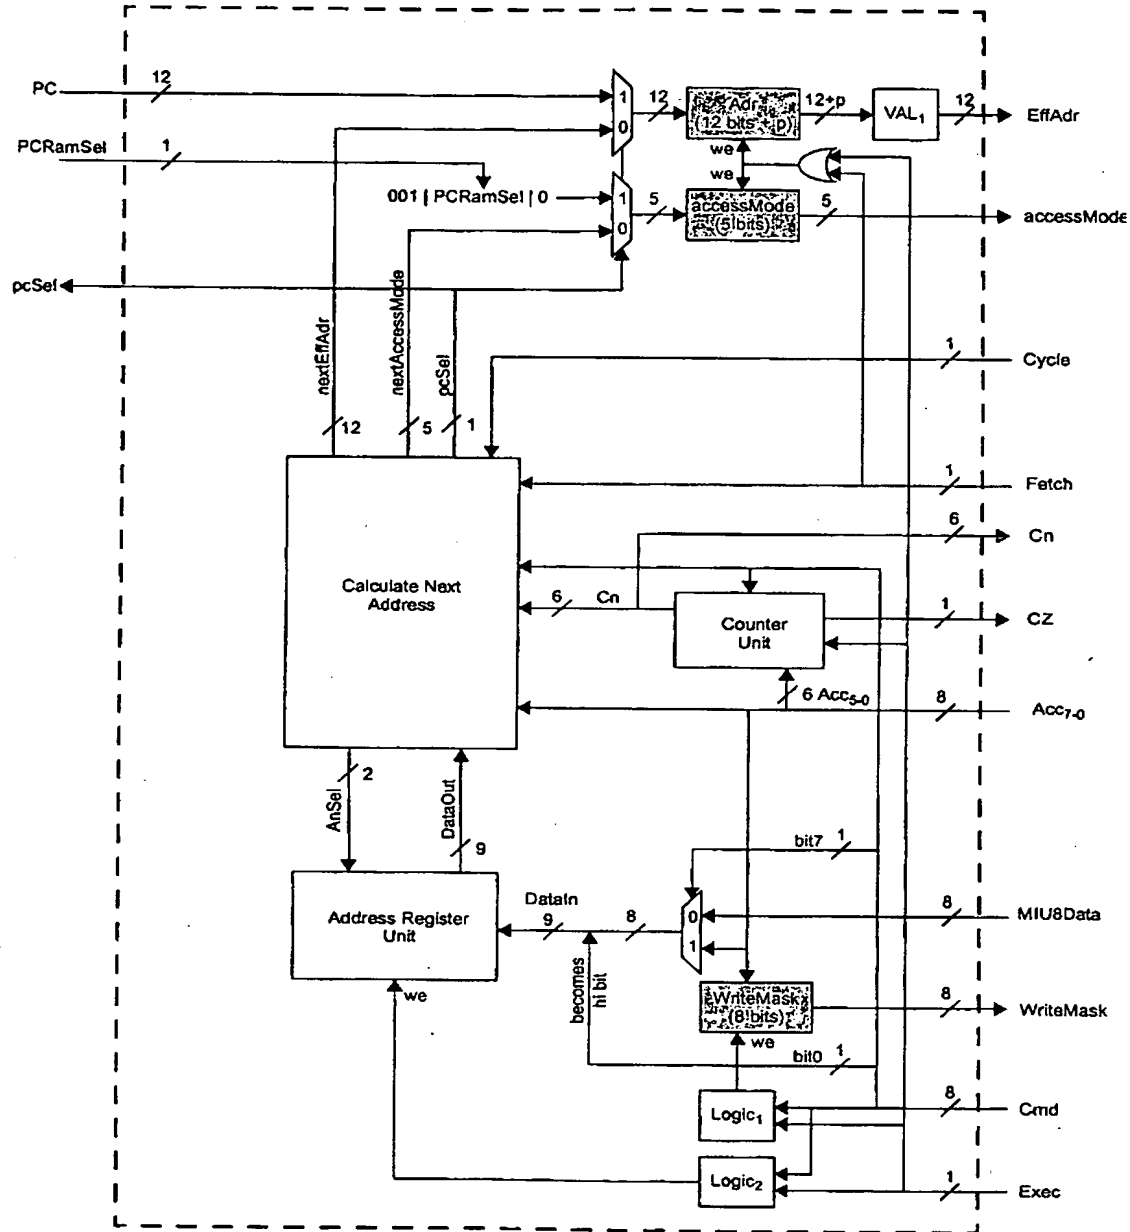 PC
12
1
0
12
EffAdr
(12 bits + p)
12+p
VAL1
12
EffAdr
PCRamSel
1
we
we
001 | PCRamSel | 0
1
0
5
accessMode
(5 bits)
5
accessMode
pcSel
nextEffAdr
nextAccessMode
pcSel
12
5
1
1
Cycle
1
Fetch
6
Cn
Calculate Next
Address
6
Cn
Counter
Unit
1
CZ
6 Acc5-0
8
Acc7-0
AnSel
2
DataOut
9
bit7
1
Address Register
Unit
DataIn
9
8
0
1
8
MIU8Data
we
becomes
hi bit
WriteMask
(8 bits)
8
WriteMask
we
bit0
1
Logic1
8
Cmd
Logic2
1
Exec